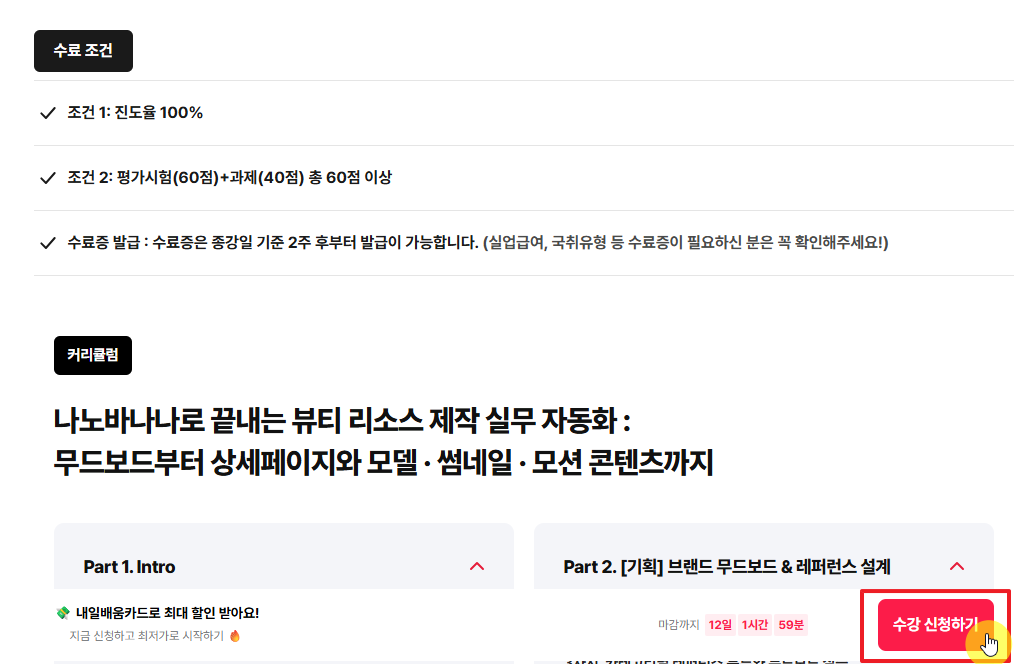 수료 조건
조건 1: 진도율 100%
조건 2: 평가시험(60점)+과제(40점) 총 60점 이상
수료증 발급 : 수료증은 종강일 기준 2주 후부터 발급이 가능합니다. (실업급여, 국취유형 등 수료증이 필요하신 분은 꼭 확인해주세요!)
커리큘럼
나노바나나로 끝내는 뷰티 리소스 제작 실무 자동화 :
무드보드부터 상세페이지와 모델 · 썸네일 · 모션 콘텐츠까지
Part 1. Intro
Part 2. [기획] 브랜드 무드보드 & 레퍼런스 설계
💸 내일배움카드로 최대 할인 받아요!
지금 신청하고 최저가로 시작하기 🔥
마감까지 12일 1시간 59분
수강 신청하기